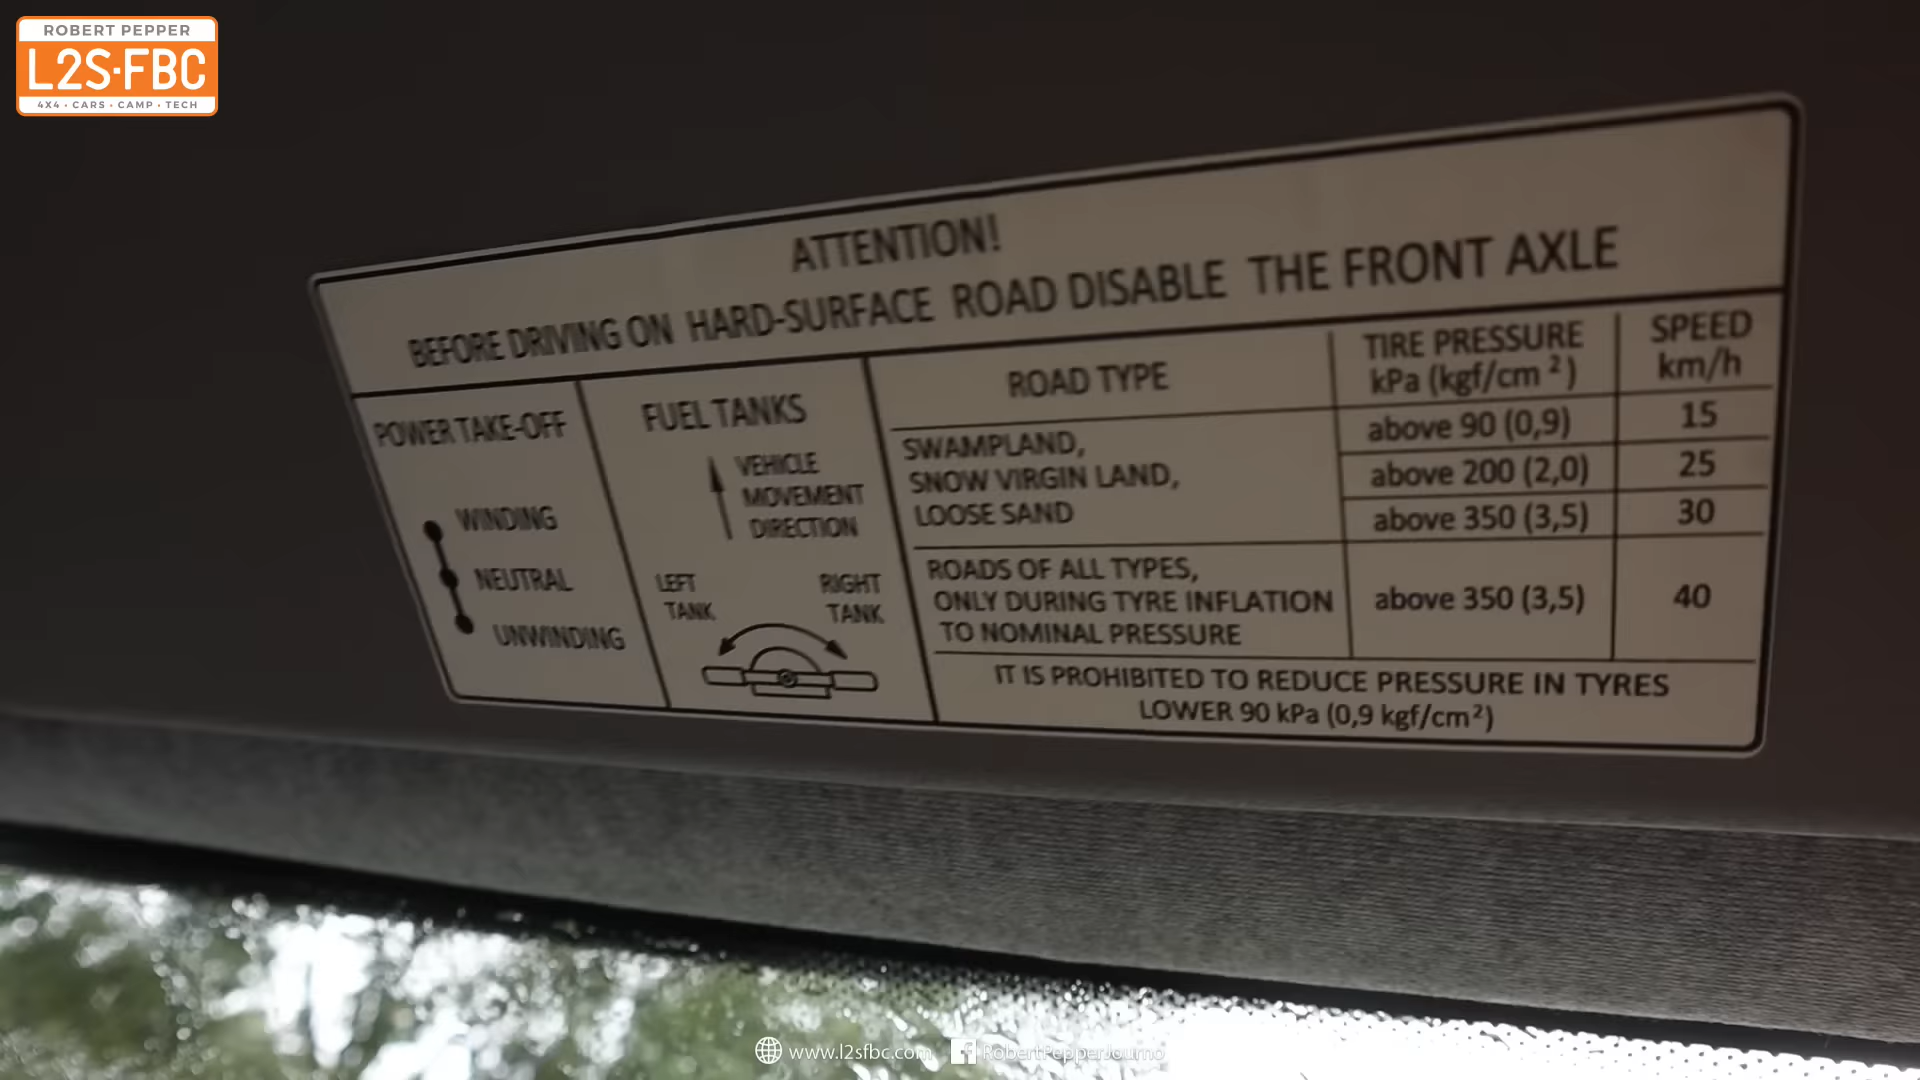 ROBERT PEPPER
L2S·FBC
4X4 · CARS · CAMP · TECH
ATTENTION!
BEFORE DRIVING ON HARD-SURFACE ROAD DISABLE THE FRONT AXLE
POWER TAKE-OFF
WINDING
NEUTRAL
UNWINDING
FUEL TANKS
VEHICLE
MOVEMENT
DIRECTION
LEFT
TANK
RIGHT
TANK
ROAD TYPE
TIRE PRESSURE
kPa (kgf/cm²)
SPEED
km/h
SWAMPLAND,
SNOW VIRGIN LAND,
LOOSE SAND
above 90 (0,9)
15
above 200 (2,0)
25
above 350 (3,5)
30
ROADS OF ALL TYPES,
ONLY DURING TYRE INFLATION
TO NOMINAL PRESSURE
above 350 (3,5)
40
IT IS PROHIBITED TO REDUCE PRESSURE IN TYRES
LOWER 90 kPa (0,9 kgf/cm²)
www.l2sfbc.com
RobertPepperJourno